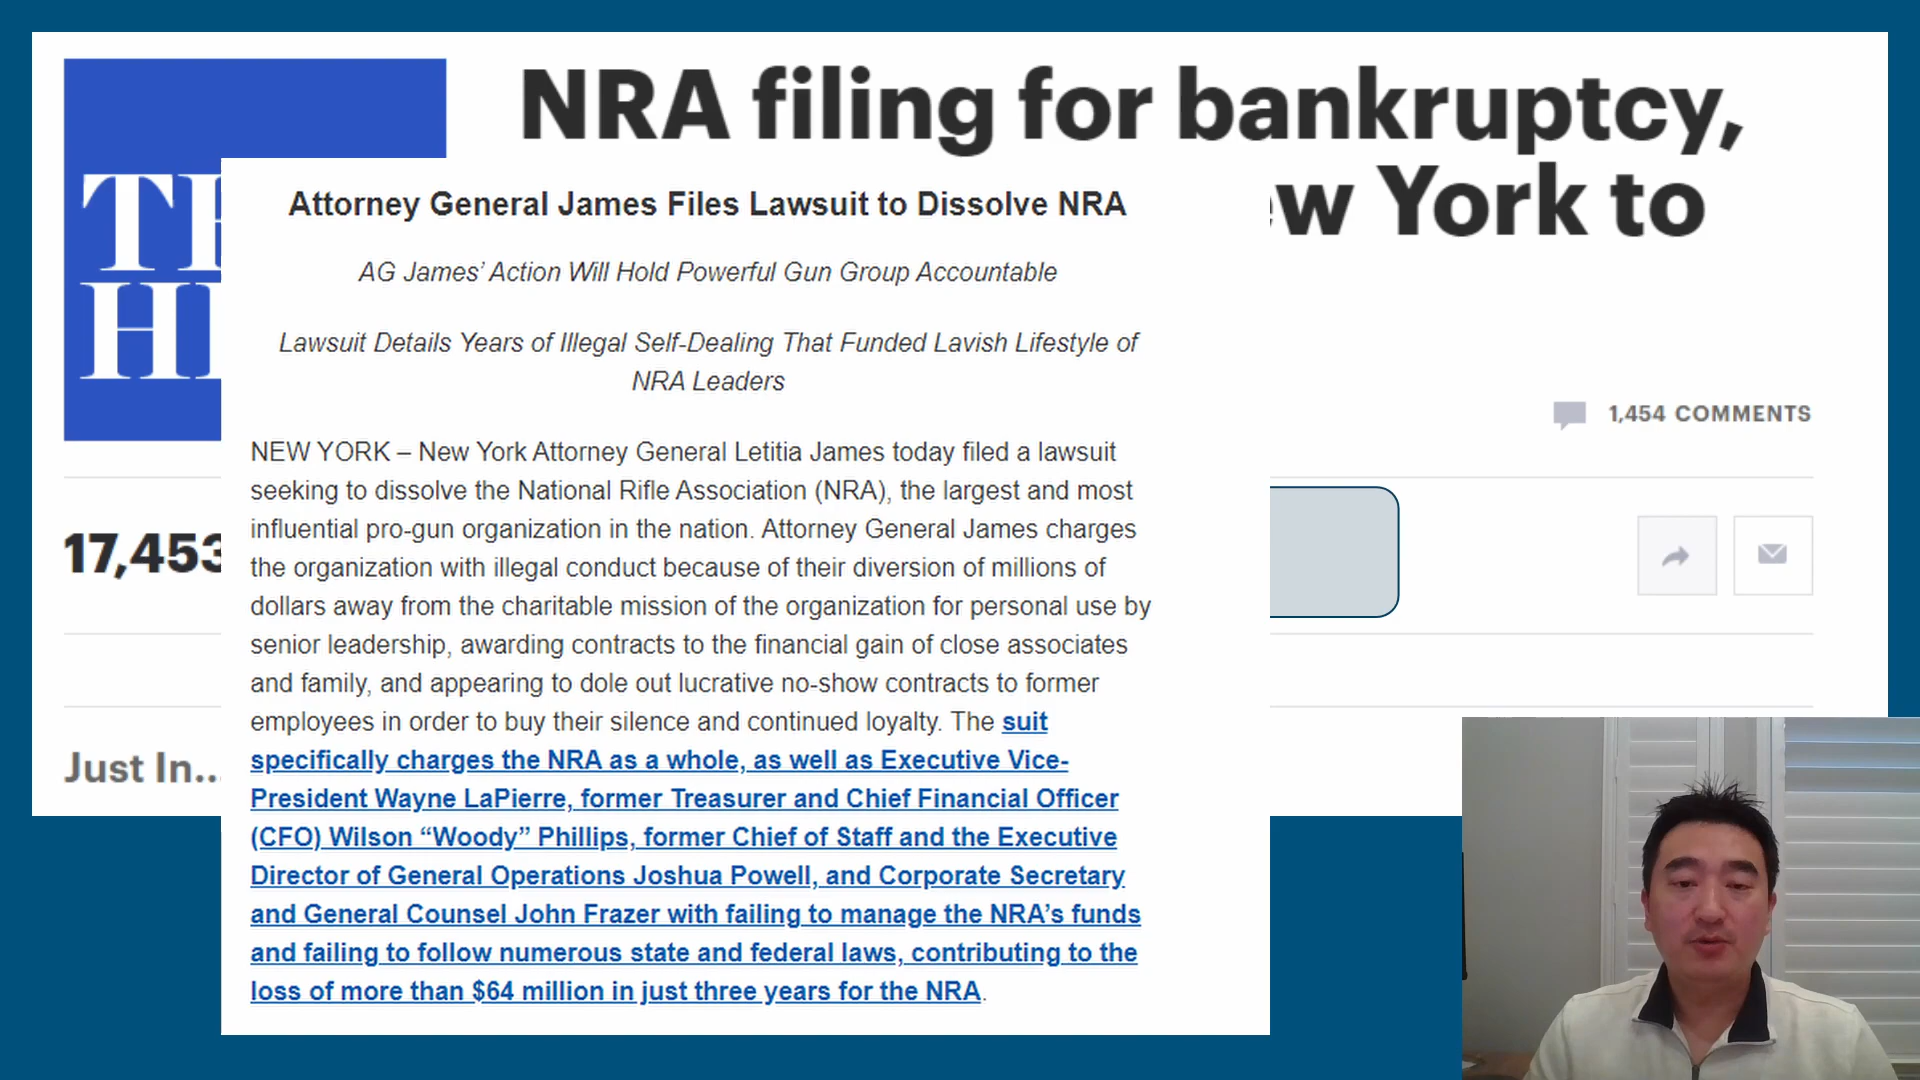 NRA filing for bankruptcy,
w York to
TH
HI
1,454 COMMENTS
17,453
Just In...
Attorney General James Files Lawsuit to Dissolve NRA
AG James’ Action Will Hold Powerful Gun Group Accountable
Lawsuit Details Years of Illegal Self-Dealing That Funded Lavish Lifestyle of
NRA Leaders
NEW YORK – New York Attorney General Letitia James today filed a lawsuit
seeking to dissolve the National Rifle Association (NRA), the largest and most
influential pro-gun organization in the nation. Attorney General James charges
the organization with illegal conduct because of their diversion of millions of
dollars away from the charitable mission of the organization for personal use by
senior leadership, awarding contracts to the financial gain of close associates
and family, and appearing to dole out lucrative no-show contracts to former
employees in order to buy their silence and continued loyalty. The suit
specifically charges the NRA as a whole, as well as Executive Vice-
President Wayne LaPierre, former Treasurer and Chief Financial Officer
(CFO) Wilson “Woody” Phillips, former Chief of Staff and the Executive
Director of General Operations Joshua Powell, and Corporate Secretary
and General Counsel John Frazer with failing to manage the NRA’s funds
and failing to follow numerous state and federal laws, contributing to the
loss of more than $64 million in just three years for the NRA.